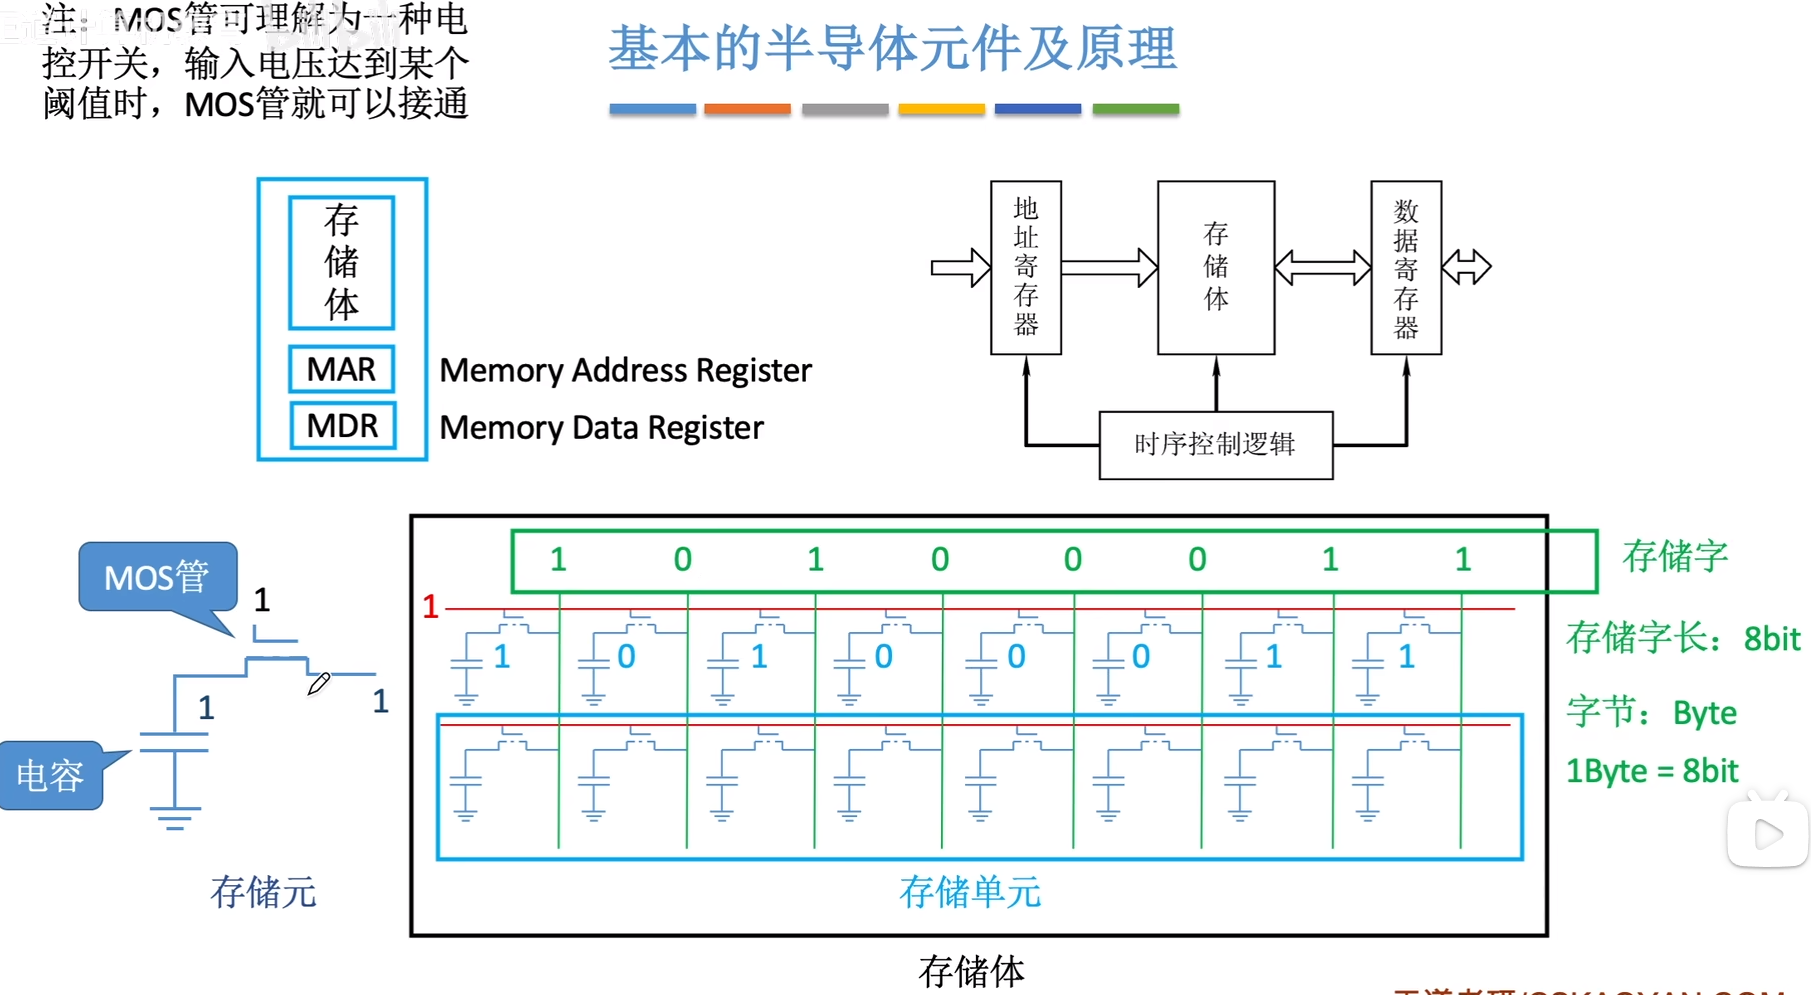 注：MOS管可理解为一种电
控开关，输入电压达到某个
阈值时，MOS管就可以接通
基本的半导体元件及原理
存
储
体
MAR Memory Address Register
MDR Memory Data Register
地
址
寄
存
器
存
储
体
数
据
寄
存
器
时序控制逻辑
MOS管
1
1
1
电容
存储元
1 0 1 0 0 0 1 1
存储字
1
1 0 1 0 0 0 1 1
存储字长：8bit
字节：Byte
1Byte = 8bit
存储单元
存储体